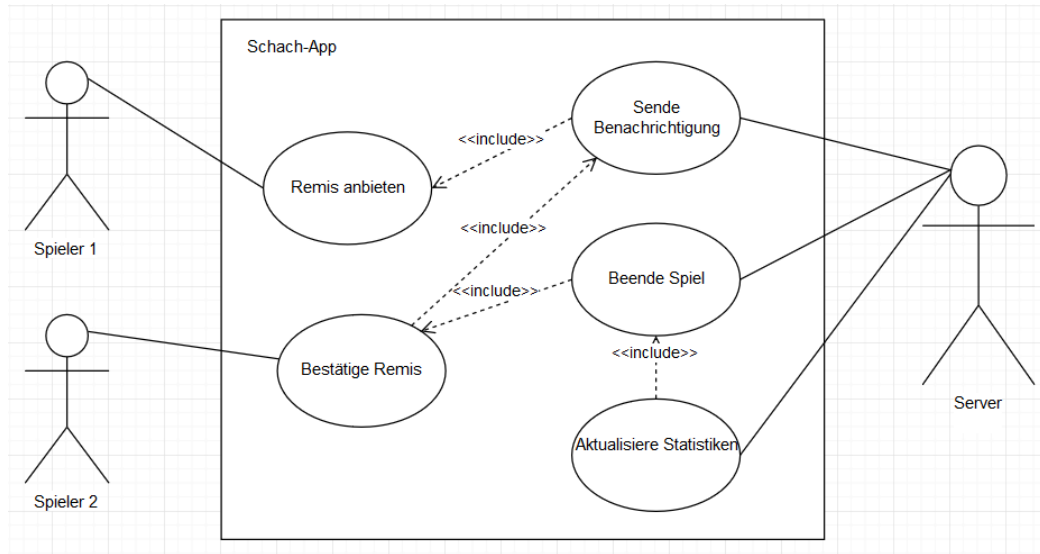 Schach-App
Sende
Benachrichtigung
<<include>>
Remis anbieten
<<include>>
Spieler 1
Beende Spiel
<<include>>
<<include>>
Bestätige Remis
Server
Aktualisiere Statistiken
Spieler 2